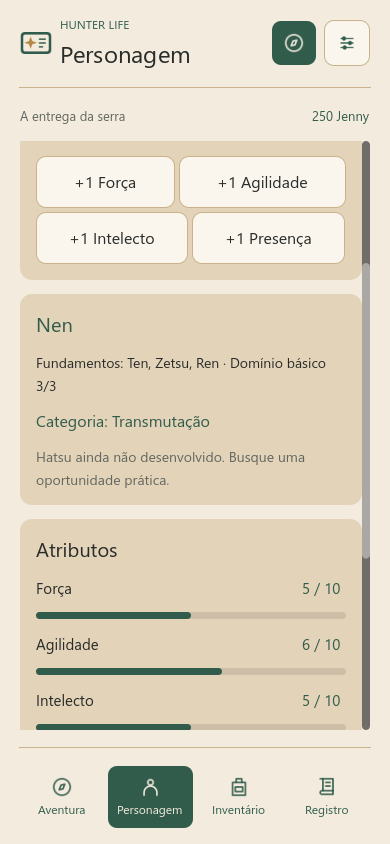 HUNTER LIFE
Personagem
A entrega da serra
250 Jenny
+1 Força
+1 Agilidade
+1 Intelecto
+1 Presença
Nen
Fundamentos: Ten, Zetsu, Ren · Domínio básico
3/3
Categoria: Transmutação
Hatsu ainda não desenvolvido. Busque uma
oportunidade prática.
Atributos
Força
5 / 10
Agilidade
6 / 10
Intelecto
5 / 10
Aventura
Personagem
Inventário
Registro